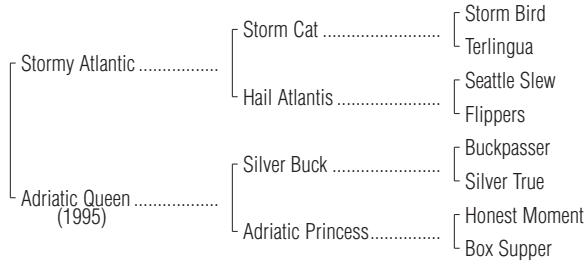 Storm Bird
Storm Cat ........................
Terlingua
Stormy Atlantic ................
Seattle Slew
Hail Atlantis .....................
Flippers
Buckpasser
Silver Buck ......................
Silver True
Adriatic Queen .................
(1995)
Honest Moment
Adriatic Princess..............
Box Supper